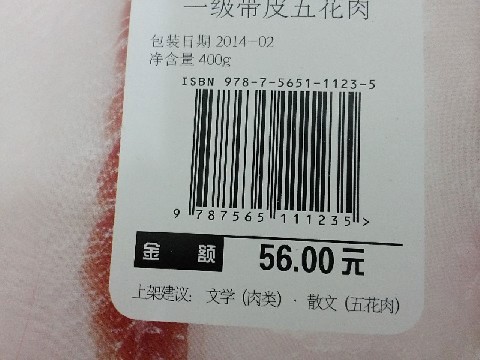 一级带皮五花肉
包装日期 2014-02
净含量 400g
ISBN 978-7-5651-1123-5
9 787565 111235 >
金 额 56.00 元
上架建议: 文学 (肉类) · 散文 (五花肉)